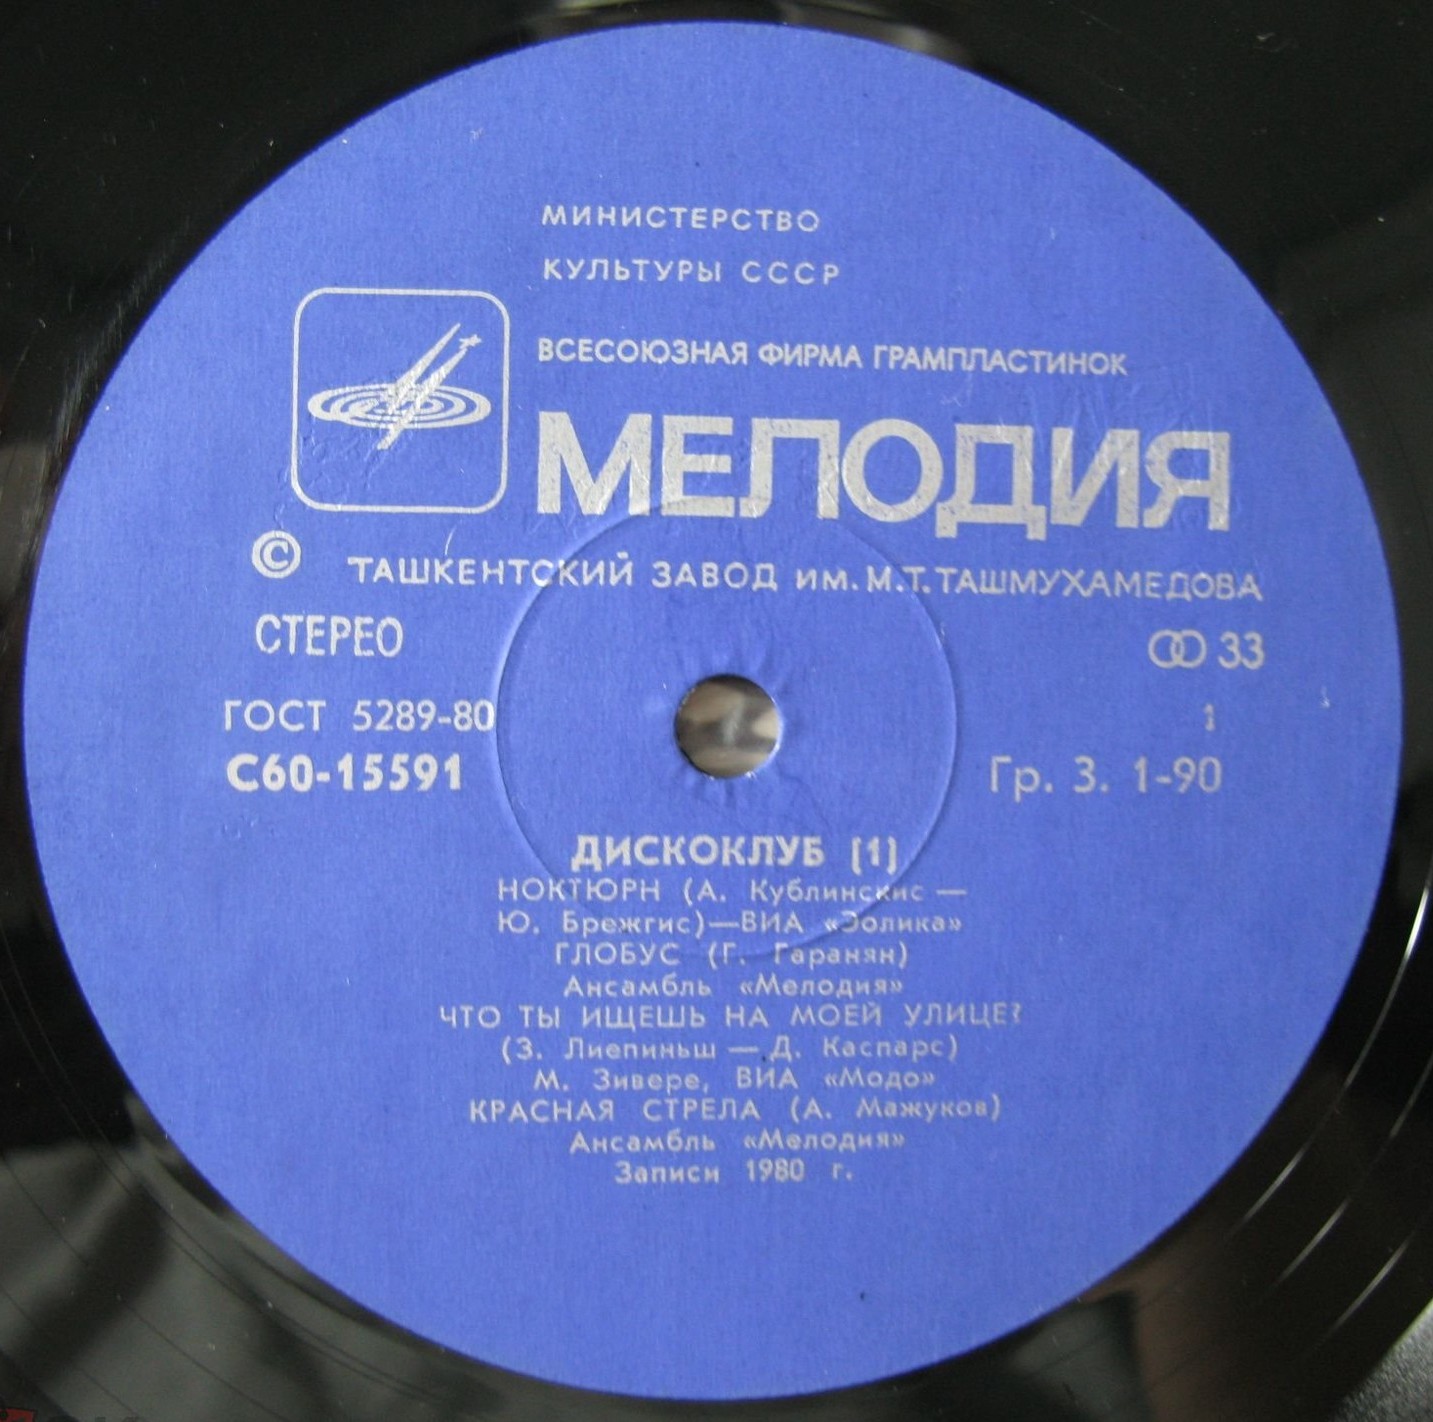 МИНИСТЕРСТВО
КУЛЬТУРЫ СССР
ВСЕСОЮЗНАЯ ФИРМА ГРАМПЛАСТИНОК
МЕЛОДИЯ
© ТАШКЕНТСКИЙ ЗАВОД ИМ. М.Т. ТАШМУХАМЕДОВА
СТЕРЕО 33
ГОСТ 5289-80 1
С60-15591 Гр. 3. 1-90
ДИСКОКЛУБ [1]
НОКТЮРН (А. Кублинскис —
Ю. Брежгис)—ВИА «Эолика»
ГЛОБУС (Г. Гаранян)
Ансамбль «Мелодия»
ЧТО ТЫ ИЩЕШЬ НА МОЕЙ УЛИЦЕ?
(З. Лиепиньш — Д. Каспарс)
М. Зивере, ВИА «Модо»
КРАСНАЯ СТРЕЛА (А. Мажуков)
Ансамбль «Мелодия»
Записи 1980 г.